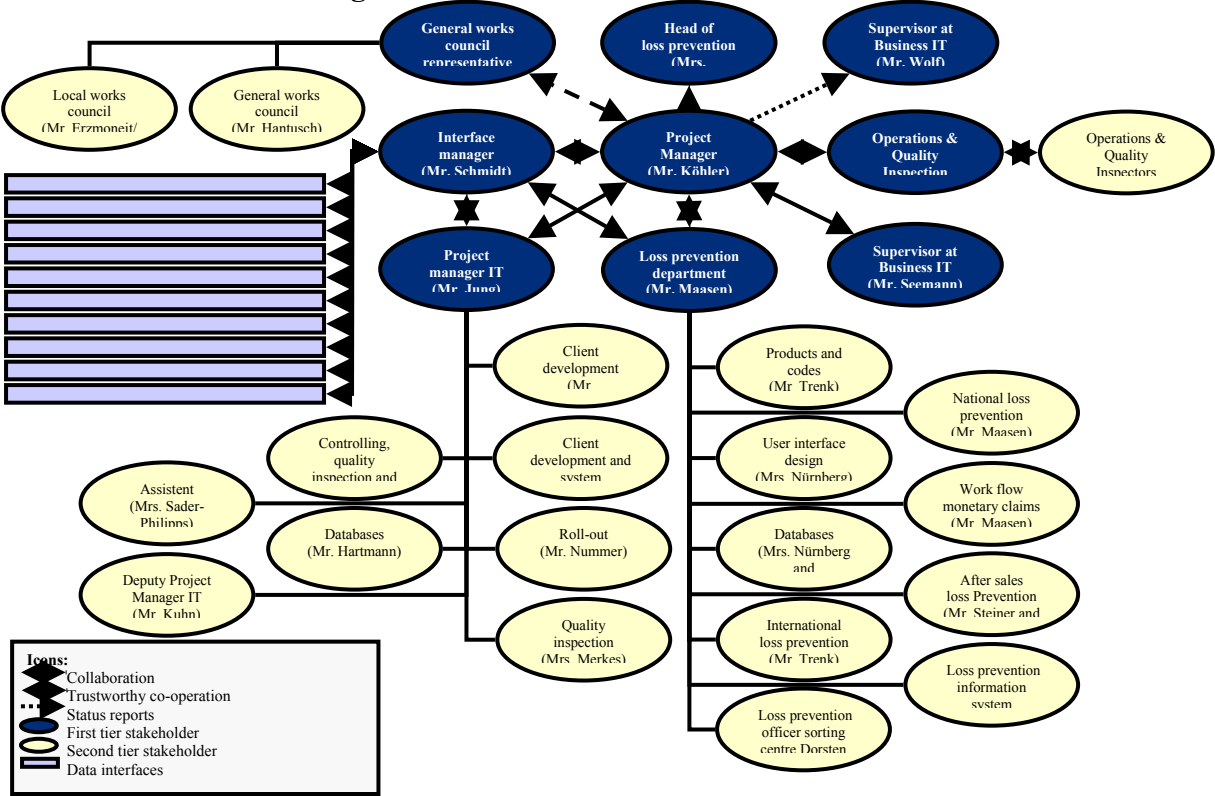 General works
council
representative
Head of
loss prevention
(Mrs.
Supervisor at
Business IT
(Mr. Wolf)
Local works
council
(Mr. Erzmoneit/
General works
council
(Mr. Hantusch)
Interface
manager
(Mr. Schmidt)
Project
Manager
(Mr. Köhler)
Operations &
Quality
Inspection
Operations &
Quality
Inspectors
Project
manager IT
(Mr. Jung)
Loss prevention
department
(Mr. Maasen)
Supervisor at
Business IT
(Mr. Seemann)
Client
development
(Mr.
Products and
codes
(Mr. Trenk)
National loss
prevention
(Mr. Maasen)
Controlling,
quality
inspection and
Client
development and
system
User interface
design
(Mrs. Nürnberg)
Assistent
(Mrs. Sader-
Philipps)
Work flow
monetary claims
(Mr. Maasen)
Databases
(Mr. Hartmann)
Roll-out
(Mr. Nummer)
Databases
(Mrs. Nürnberg
and
Deputy Project
Manager IT
(Mr. Kuhn)
After sales
loss Prevention
(Mr. Steiner and
Quality
inspection
(Mrs. Merkes)
International
loss prevention
(Mr. Trenk)
Loss prevention
information
system
Loss prevention
officer sorting
centre Dorsten
Icons:
Collaboration
Trustworthy co-operation
Status reports
First tier stakeholder
Second tier stakeholder
Data interfaces